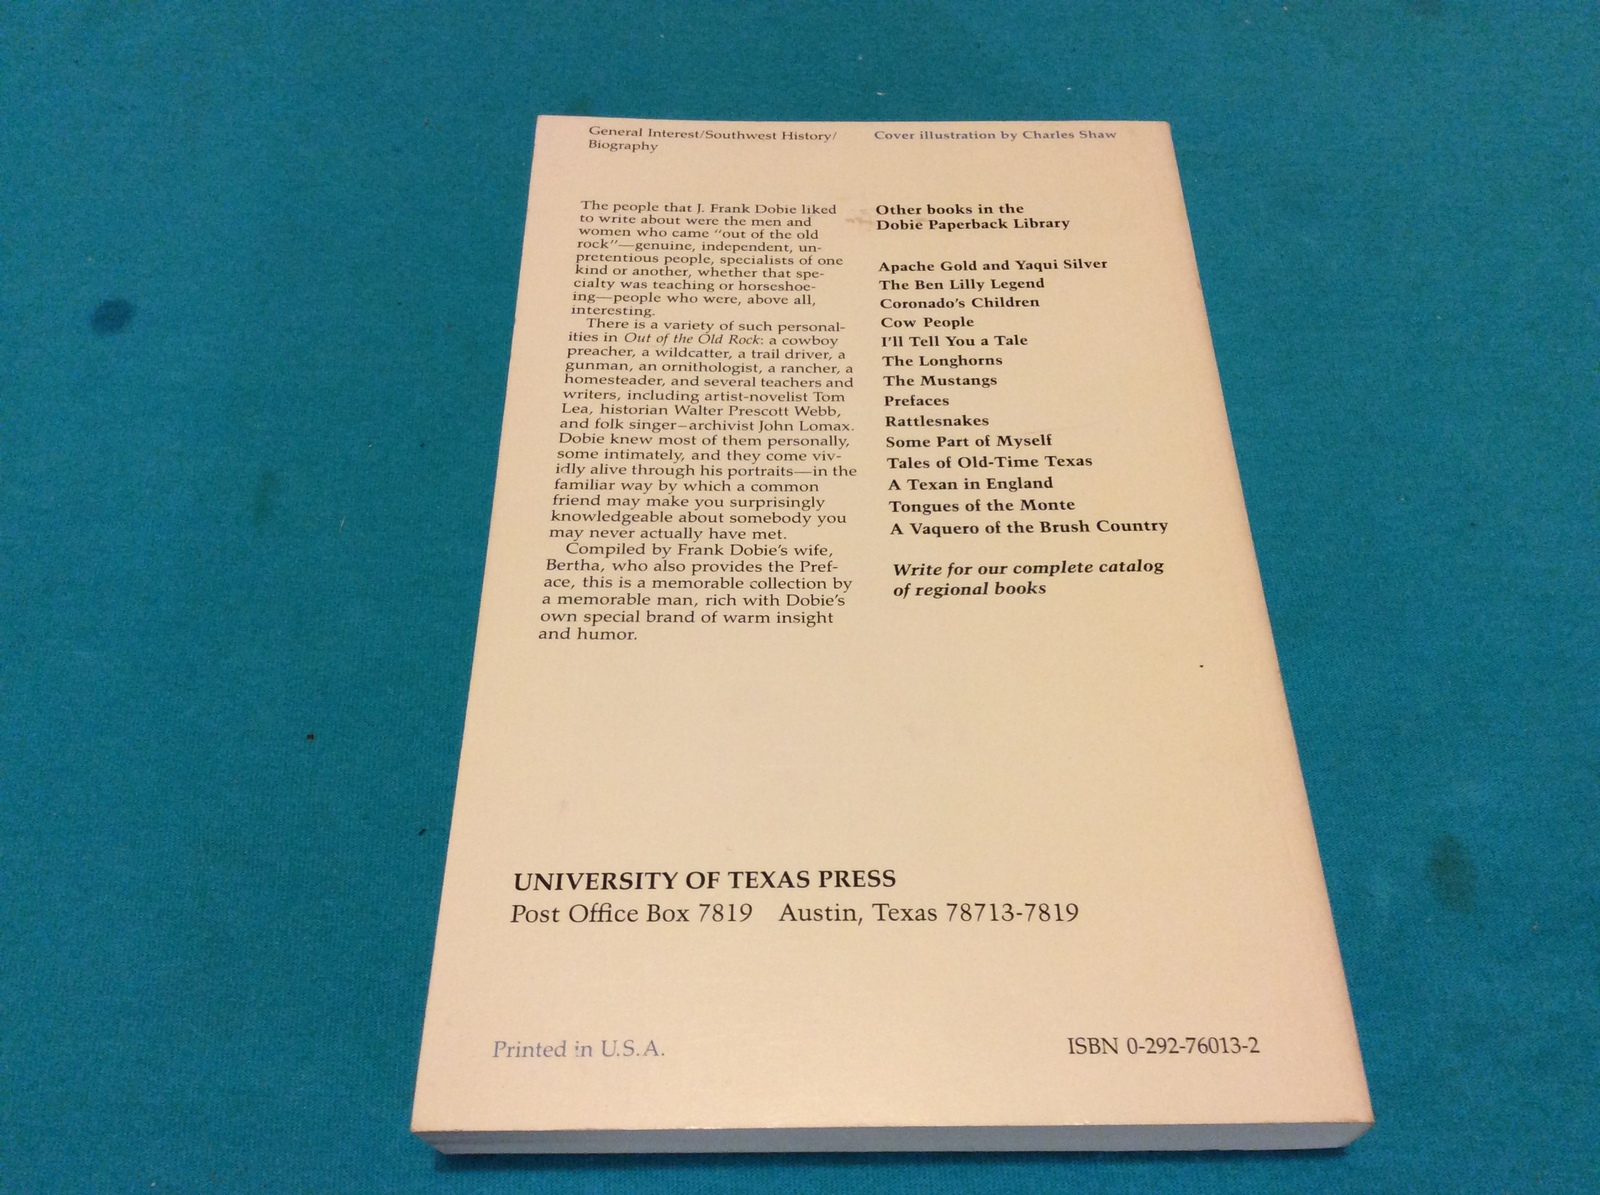 General Interest/Southwest History/
Biography
Cover illustration by Charles Shaw
The people that J. Frank Dobie liked
to write about were the men and
women who came "out of the old
rock"—genuine, independent, un-
pretentious people, specialists of one
kind or another, whether that spe-
cialty was teaching or horseshoe-
ing—people who were, above all,
interesting.
There is a variety of such personal-
ities in Out of the Old Rock: a cowboy
preacher, a wildcatter, a trail driver, a
gunman, an ornithologist, a rancher, a
homesteader, and several teachers and
writers, including artist-novelist Tom
Lea, historian Walter Prescott Webb,
and folk singer–archivist John Lomax.
Dobie knew most of them personally,
some intimately, and they come viv-
idly alive through his portraits—in the
familiar way by which a common
friend may make you surprisingly
knowledgeable about somebody you
may never actually have met.
Compiled by Frank Dobie's wife,
Bertha, who also provides the Pref-
ace, this is a memorable collection by
a memorable man, rich with Dobie's
own special brand of warm insight
and humor.
Other books in the
Dobie Paperback Library
Apache Gold and Yaqui Silver
The Ben Lilly Legend
Coronado's Children
Cow People
I'll Tell You a Tale
The Longhorns
The Mustangs
Prefaces
Rattlesnakes
Some Part of Myself
Tales of Old-Time Texas
A Texan in England
Tongues of the Monte
A Vaquero of the Brush Country
Write for our complete catalog
of regional books
UNIVERSITY OF TEXAS PRESS
Post Office Box 7819 Austin, Texas 78713-7819
Printed in U.S.A.
ISBN 0-292-76013-2